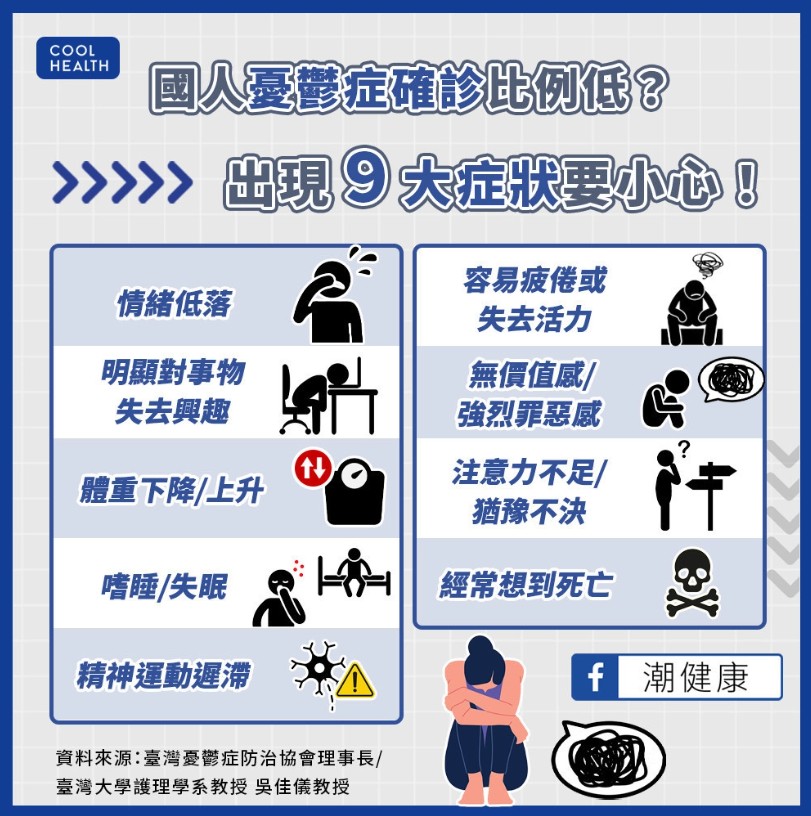 COOL
HEALTH
國人憂鬱症確診比例低？
出現9大症狀要小心！
情緒低落
明顯對事物
失去興趣
體重下降/上升
嗜睡/失眠
精神運動遲滯
容易疲倦或
失去活力
無價值感/
強烈罪惡感
?
注意力不足/
猶豫不決
經常想到死亡
f 潮健康
資料來源：臺灣憂鬱症防治協會理事長/
臺灣大學護理學系教授 吳佳儀教授